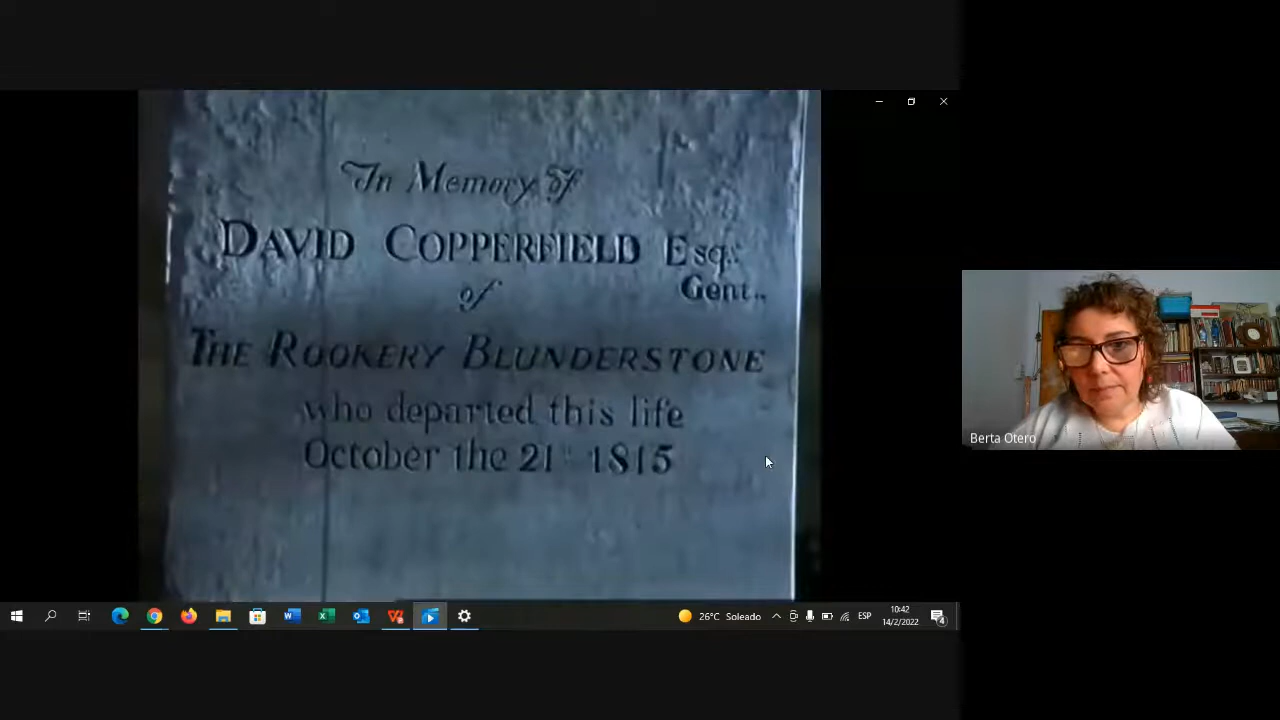 In Memory of
DAVID COPPERFIELD Esq.
of Gent..
THE ROOKERY BLUNDERSTONE
who departed this life
October the 21st 1815
Berta Otero
26°C Soleado
ESP
10:42
14/2/2022
4